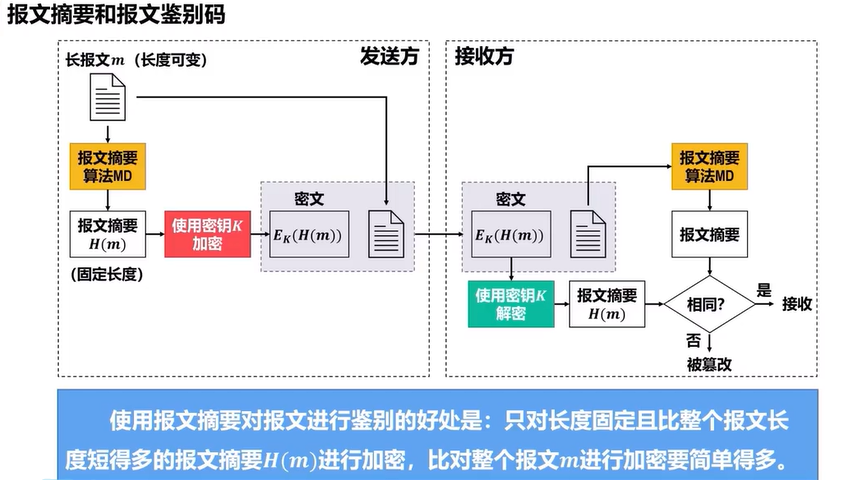 报文摘要和报文鉴别码
长报文m（长度可变）
发送方
报文摘要
算法MD
报文摘要
H(m)
(固定长度)
使用密钥K
加密
密文
E_K(H(m))
接收方
密文
E_K(H(m))
使用密钥K
解密
报文摘要
H(m)
报文摘要
算法MD
报文摘要
相同?
是
接收
否
被篡改
使用报文摘要对报文进行鉴别的好处是：只对长度固定且比整个报文长
度短得多的报文摘要H(m)进行加密，比对整个报文m进行加密要简单得多。